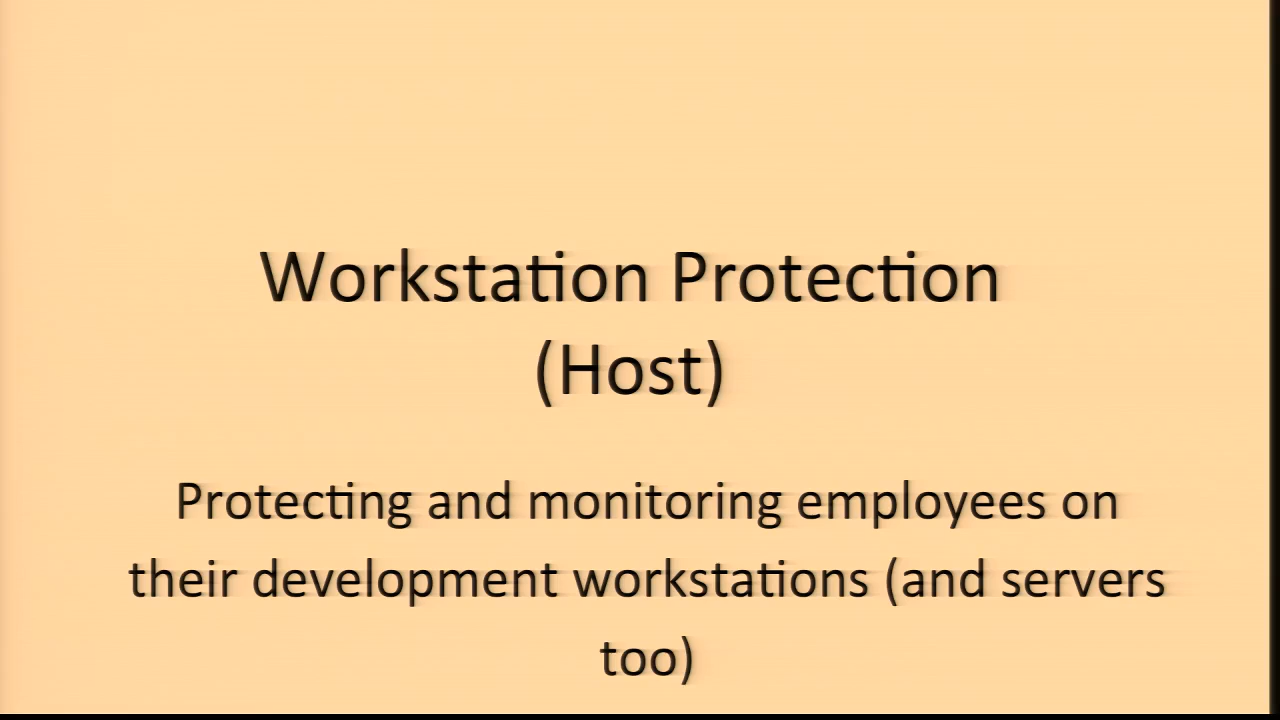 Workstation Protection
(Host)
Protecting and monitoring employees on
their development workstations (and servers
too)